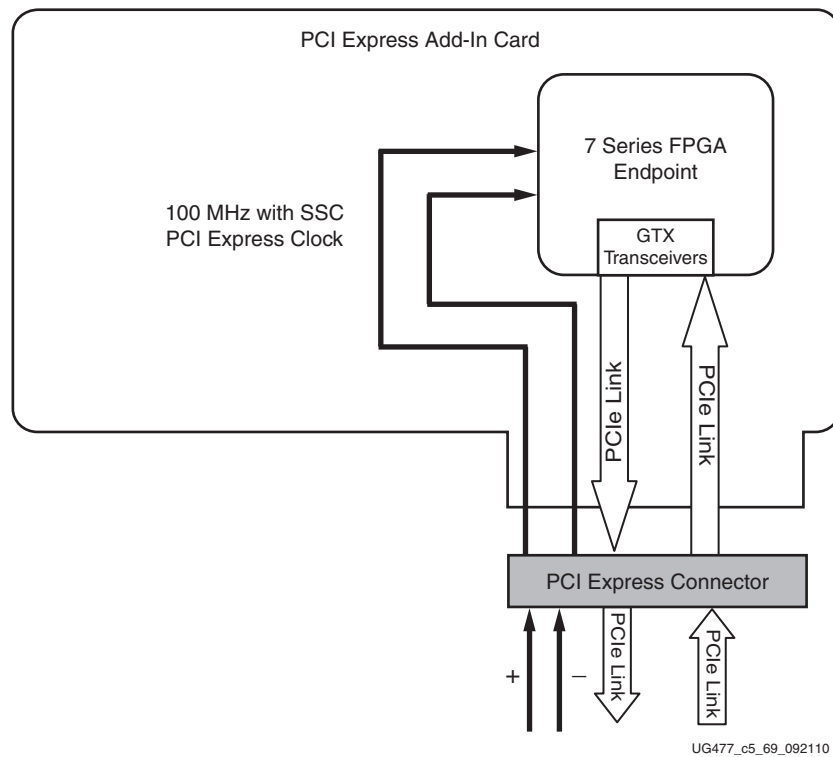 PCI Express Add-In Card
7 Series FPGA
Endpoint
100 MHz with SSC
PCI Express Clock
GTX
Transceivers
PCIe Link
PCIe Link
PCI Express Connector
+
−
PCIe Link
PCIe Link
UG477_c5_69_092110